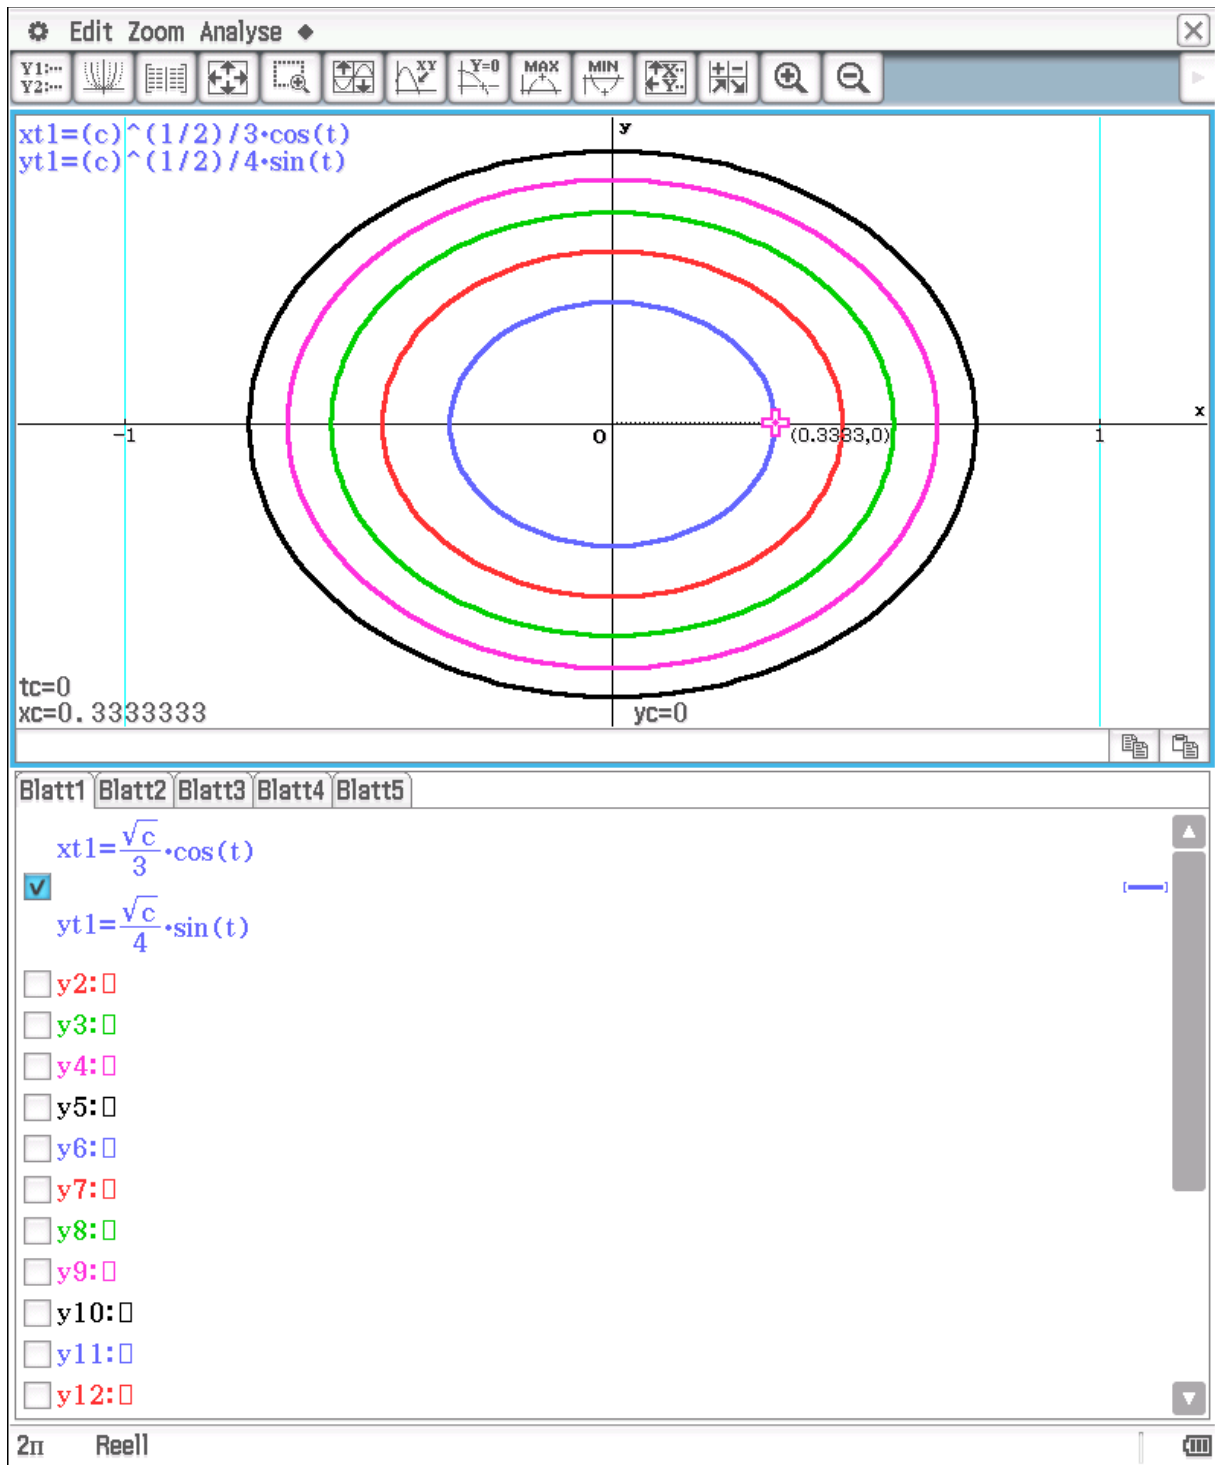 Edit Zoom Analyse
Y1:··· Y2:··· XY Y=0 MAX MIN X·· Y··
xt1=(c)^(1/2)/3·cos(t)
yt1=(c)^(1/2)/4·sin(t)
y
x
-1 0 1
(0.3333,0)
tc=0
xc=0.3333333 yc=0
Blatt1 Blatt2 Blatt3 Blatt4 Blatt5
xt1=√c/3·cos(t)
yt1=√c/4·sin(t)
y2:□
y3:□
y4:□
y5:□
y6:□
y7:□
y8:□
y9:□
y10:□
y11:□
y12:□
2π Reell